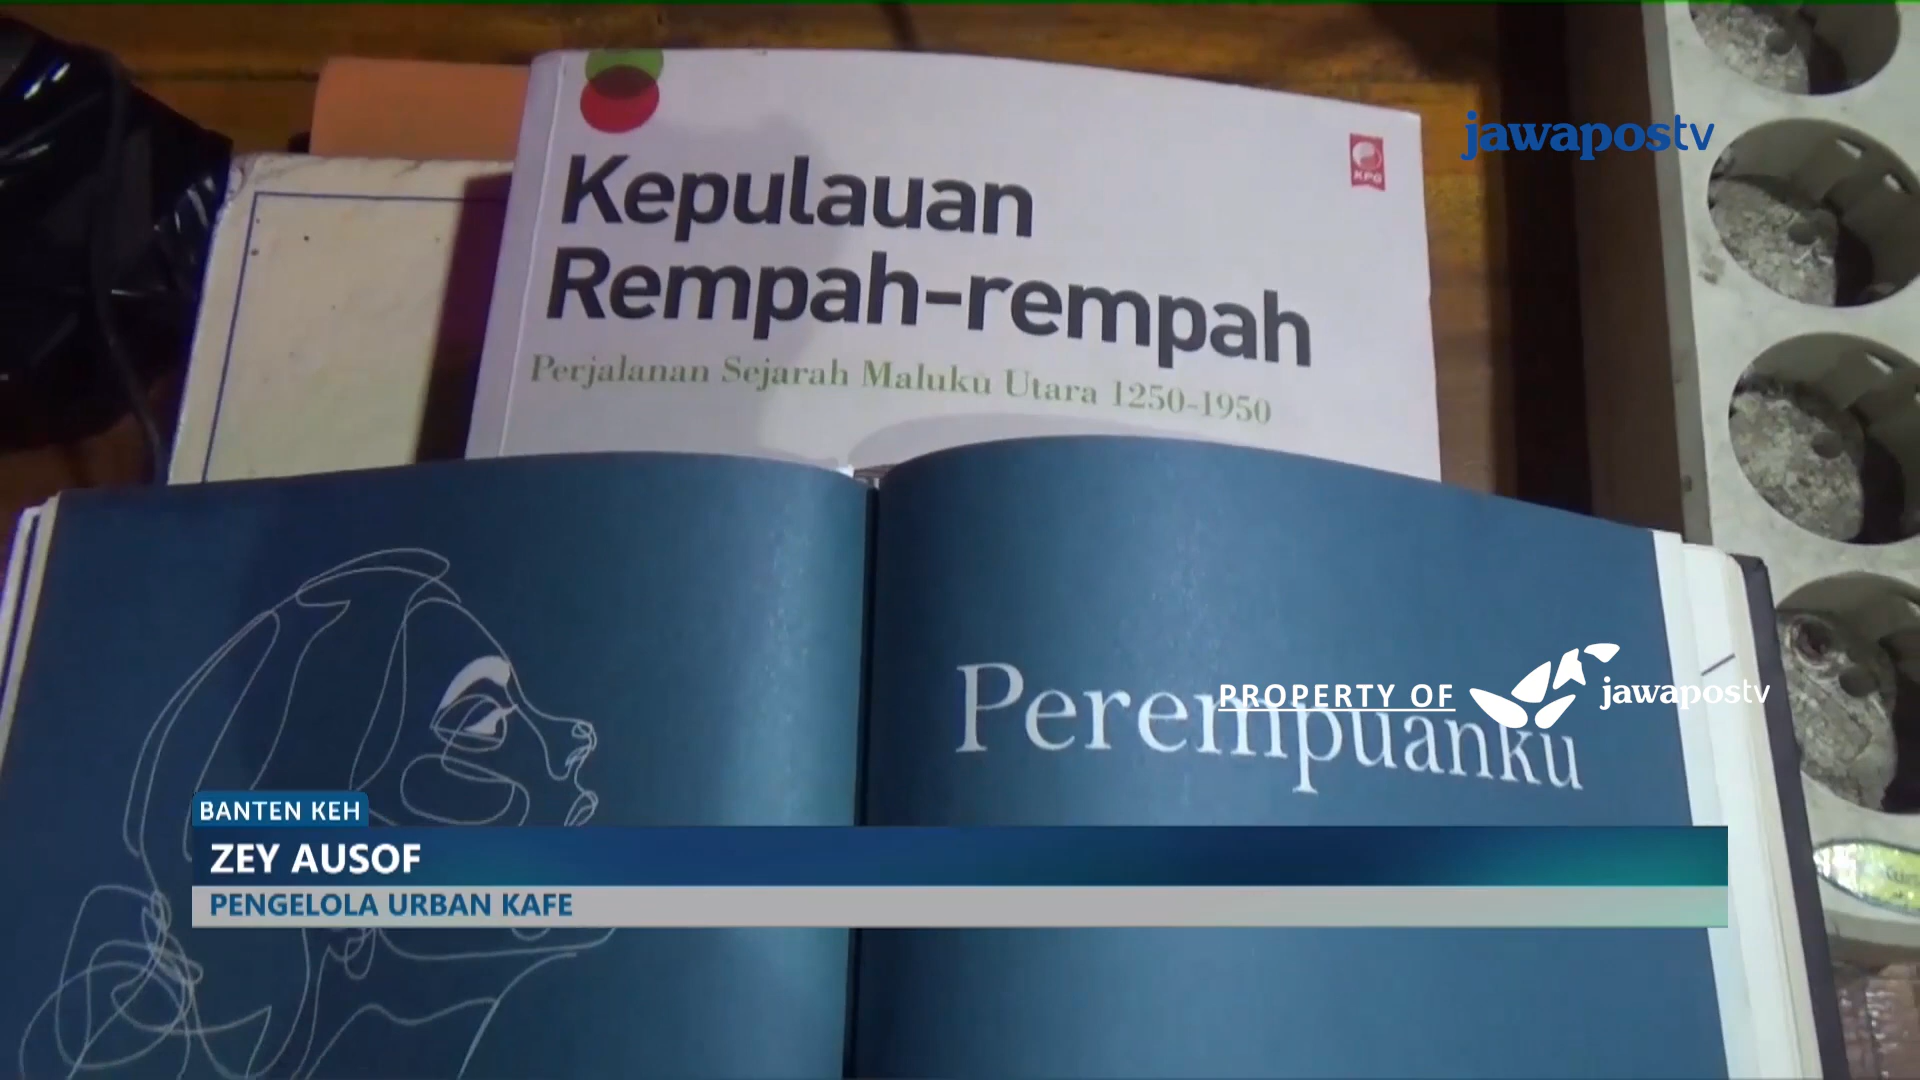 jawapostv
KPG
Kepulauan
Rempah-rempah
Perjalanan Sejarah Maluku Utara 1250-1950
Perempuanku
PROPERTY OF jawapostv
BANTEN KEH
ZEY AUSOF
PENGELOLA URBAN KAFE